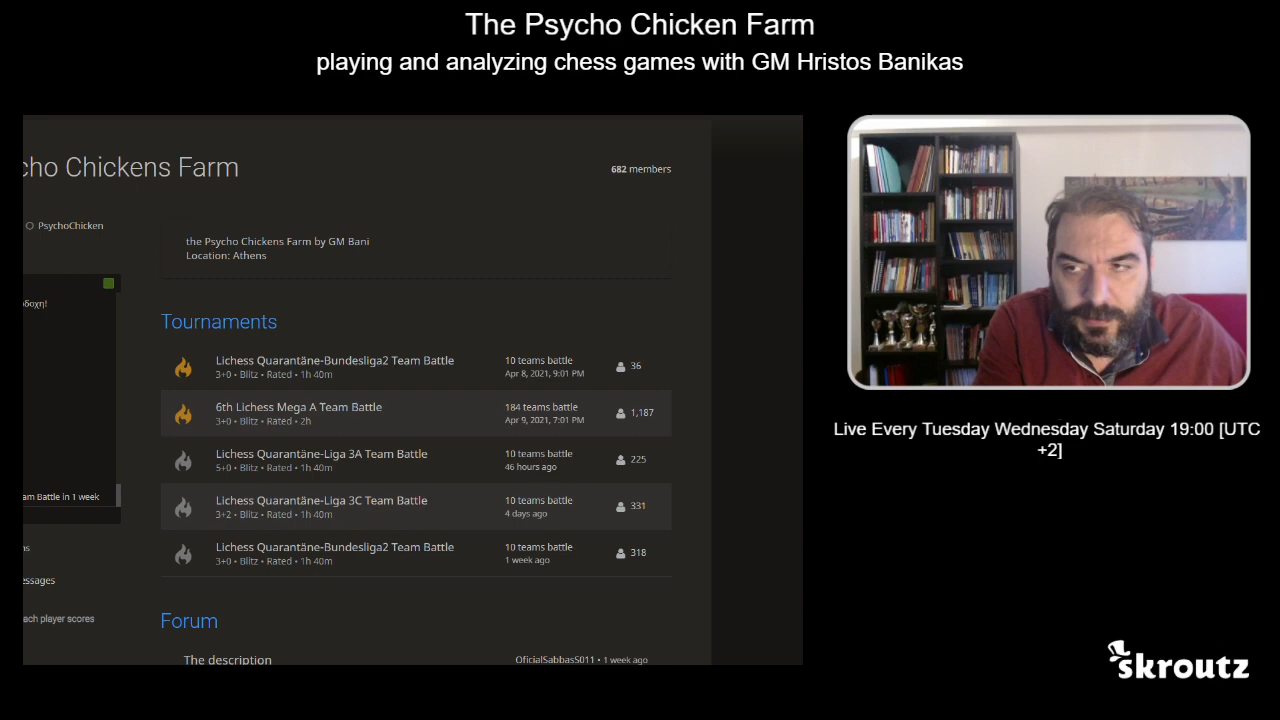 The Psycho Chicken Farm
playing and analyzing chess games with GM Hristos Banikas
cho Chickens Farm
682 members
PsychoChicken
the Psycho Chickens Farm by GM Bani
Location: Athens
δοχη!
Tournaments
Lichess Quarantäne-Bundesliga2 Team Battle
3+0 • Blitz • Rated • 1h 40m
10 teams battle
Apr 8, 2021, 9:01 PM
36
6th Lichess Mega A Team Battle
3+0 • Blitz • Rated • 2h
184 teams battle
Apr 9, 2021, 7:01 PM
1,187
Lichess Quarantäne-Liga 3A Team Battle
5+0 • Blitz • Rated • 1h 40m
10 teams battle
46 hours ago
225
Lichess Quarantäne-Liga 3C Team Battle
3+2 • Blitz • Rated • 1h 40m
10 teams battle
4 days ago
331
Lichess Quarantäne-Bundesliga2 Team Battle
3+0 • Blitz • Rated • 1h 40m
10 teams battle
1 week ago
318
am Battle in 1 week
ns
essages
ach player scores
Forum
The description
OficialSabbasS011 • 1 week ago
Live Every Tuesday Wednesday Saturday 19:00 [UTC
+2]
skroutz